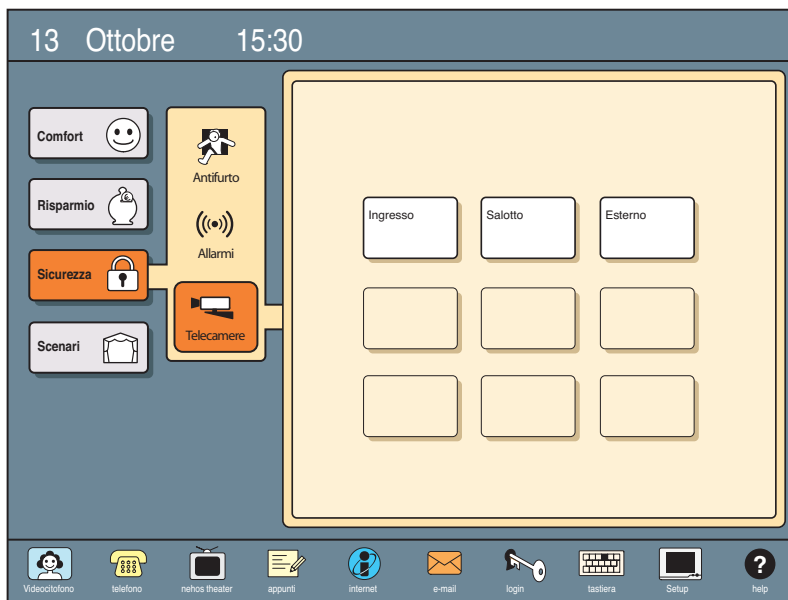 13 Ottobre 15:30
Comfort
Risparmio
Sicurezza
Scenari
Antifurto
Allarmi
Telecamere
Ingresso
Salotto
Esterno
Videocitofono
telefono
nehos theater
appunti
internet
e-mail
login
tastiera
Setup
?
help